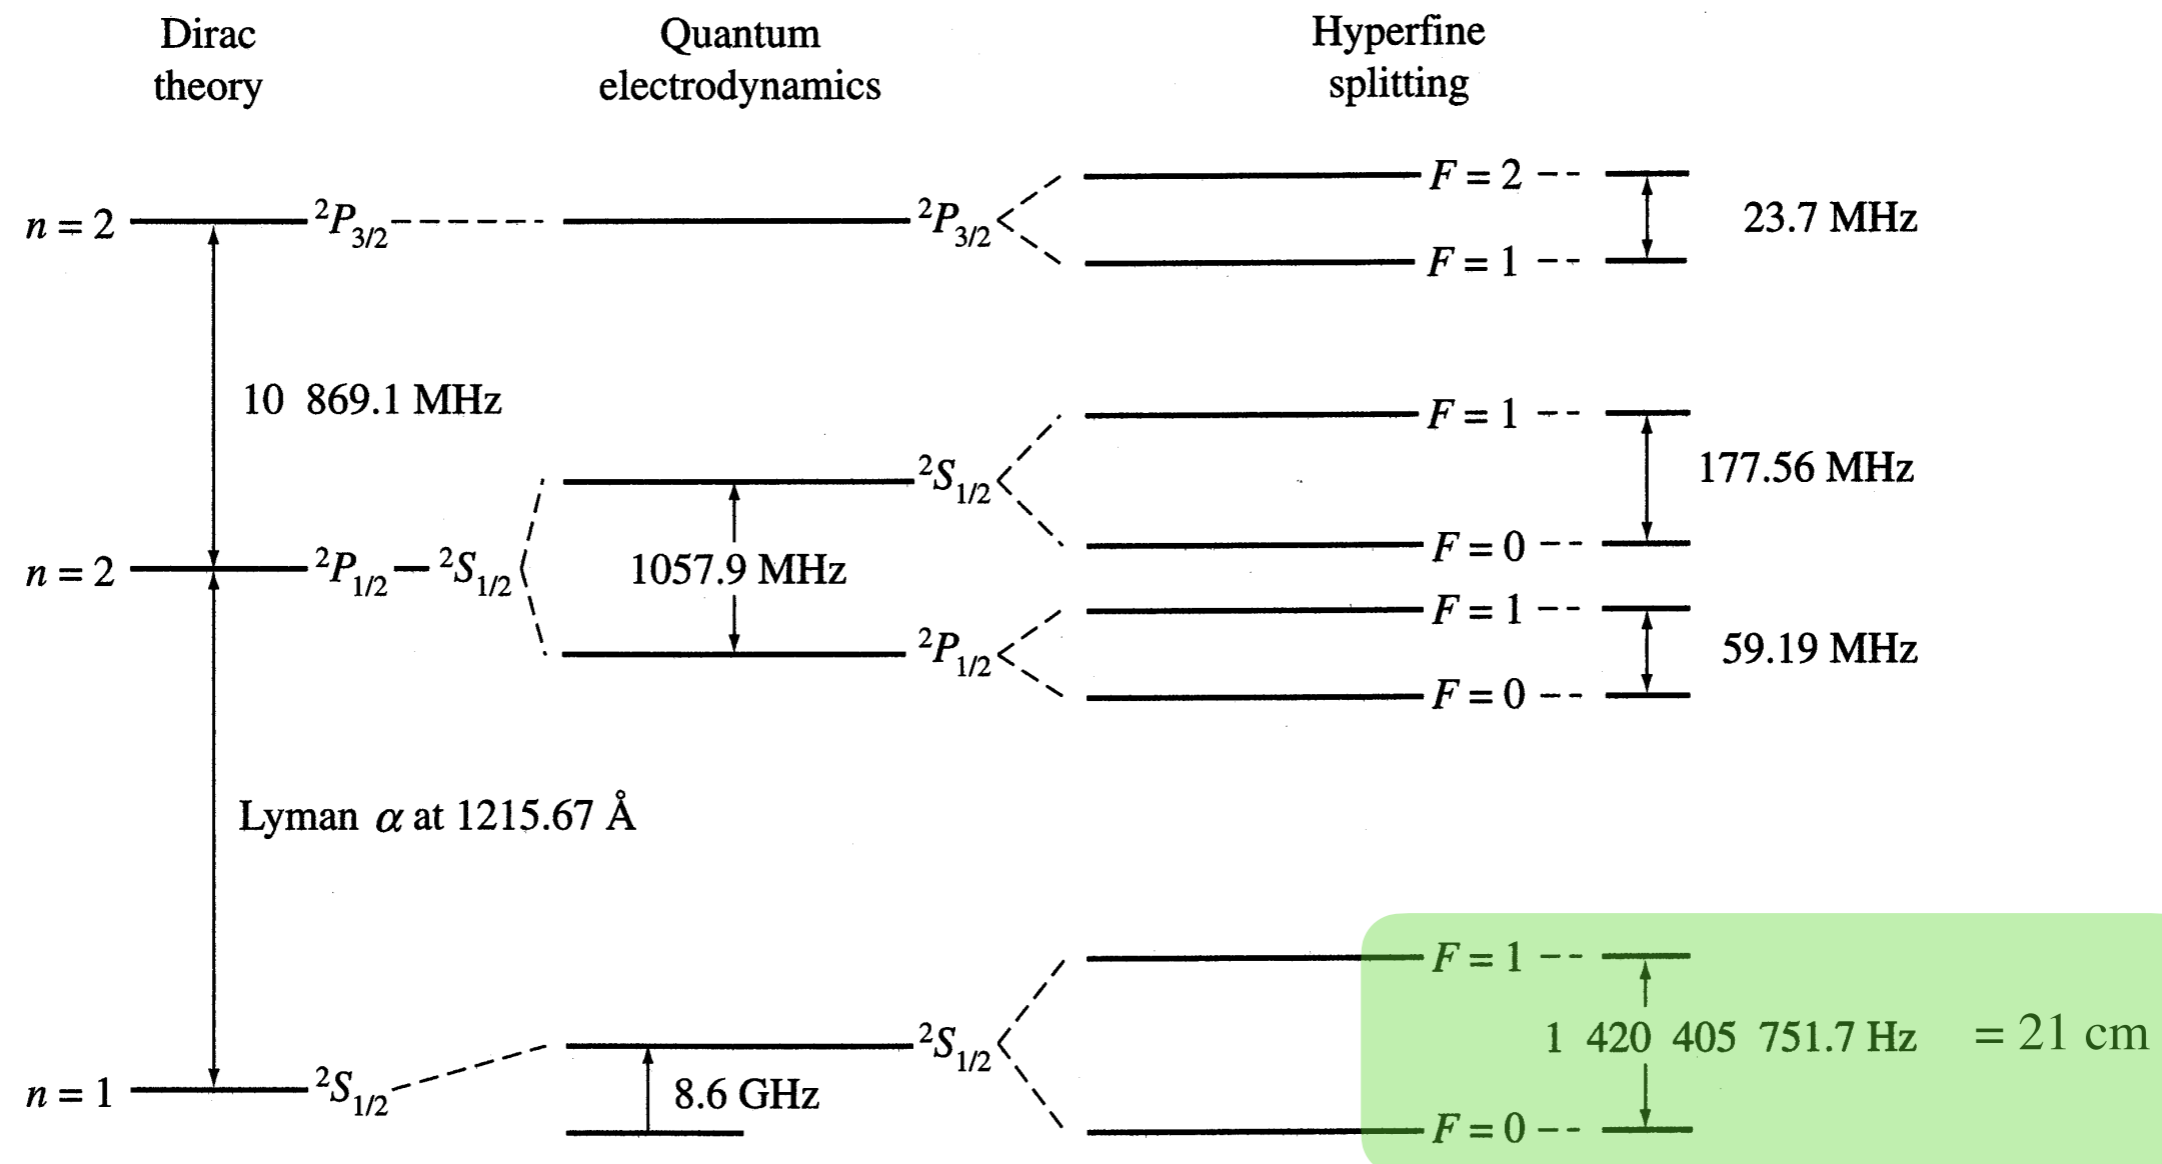 Dirac theory
Quantum electrodynamics
Hyperfine splitting
n = 2 ²P₃/₂ ²P₃/₂ F = 2
23.7 MHz
F = 1
10 869.1 MHz
F = 1
²S₁/₂ 177.56 MHz
F = 0
n = 2 ²P₁/₂ ²S₁/₂ 1057.9 MHz
F = 1
²P₁/₂ 59.19 MHz
F = 0
Lyman α at 1215.67 Å
F = 1
²S₁/₂ 1 420 405 751.7 Hz = 21 cm
n = 1 ²S₁/₂ 8.6 GHz
F = 0